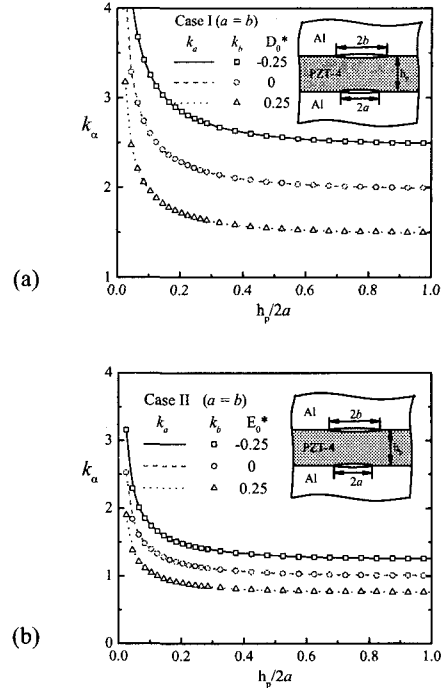 Case I (a = b)
k_a k_b D_0*
-0.25
0
0.25
Al
2b
PZT-4
h_p
Al
2a
4
3
2
1
k_α
0.0 0.2 0.4 0.6 0.8 1.0
h_p/2a
(a)
Case II (a = b)
k_a k_b E_0*
-0.25
0
0.25
Al
2b
PZT-4
h_p
Al
2a
4
3
2
1
0
k_α
0.0 0.2 0.4 0.6 0.8 1.0
h_p/2a
(b)